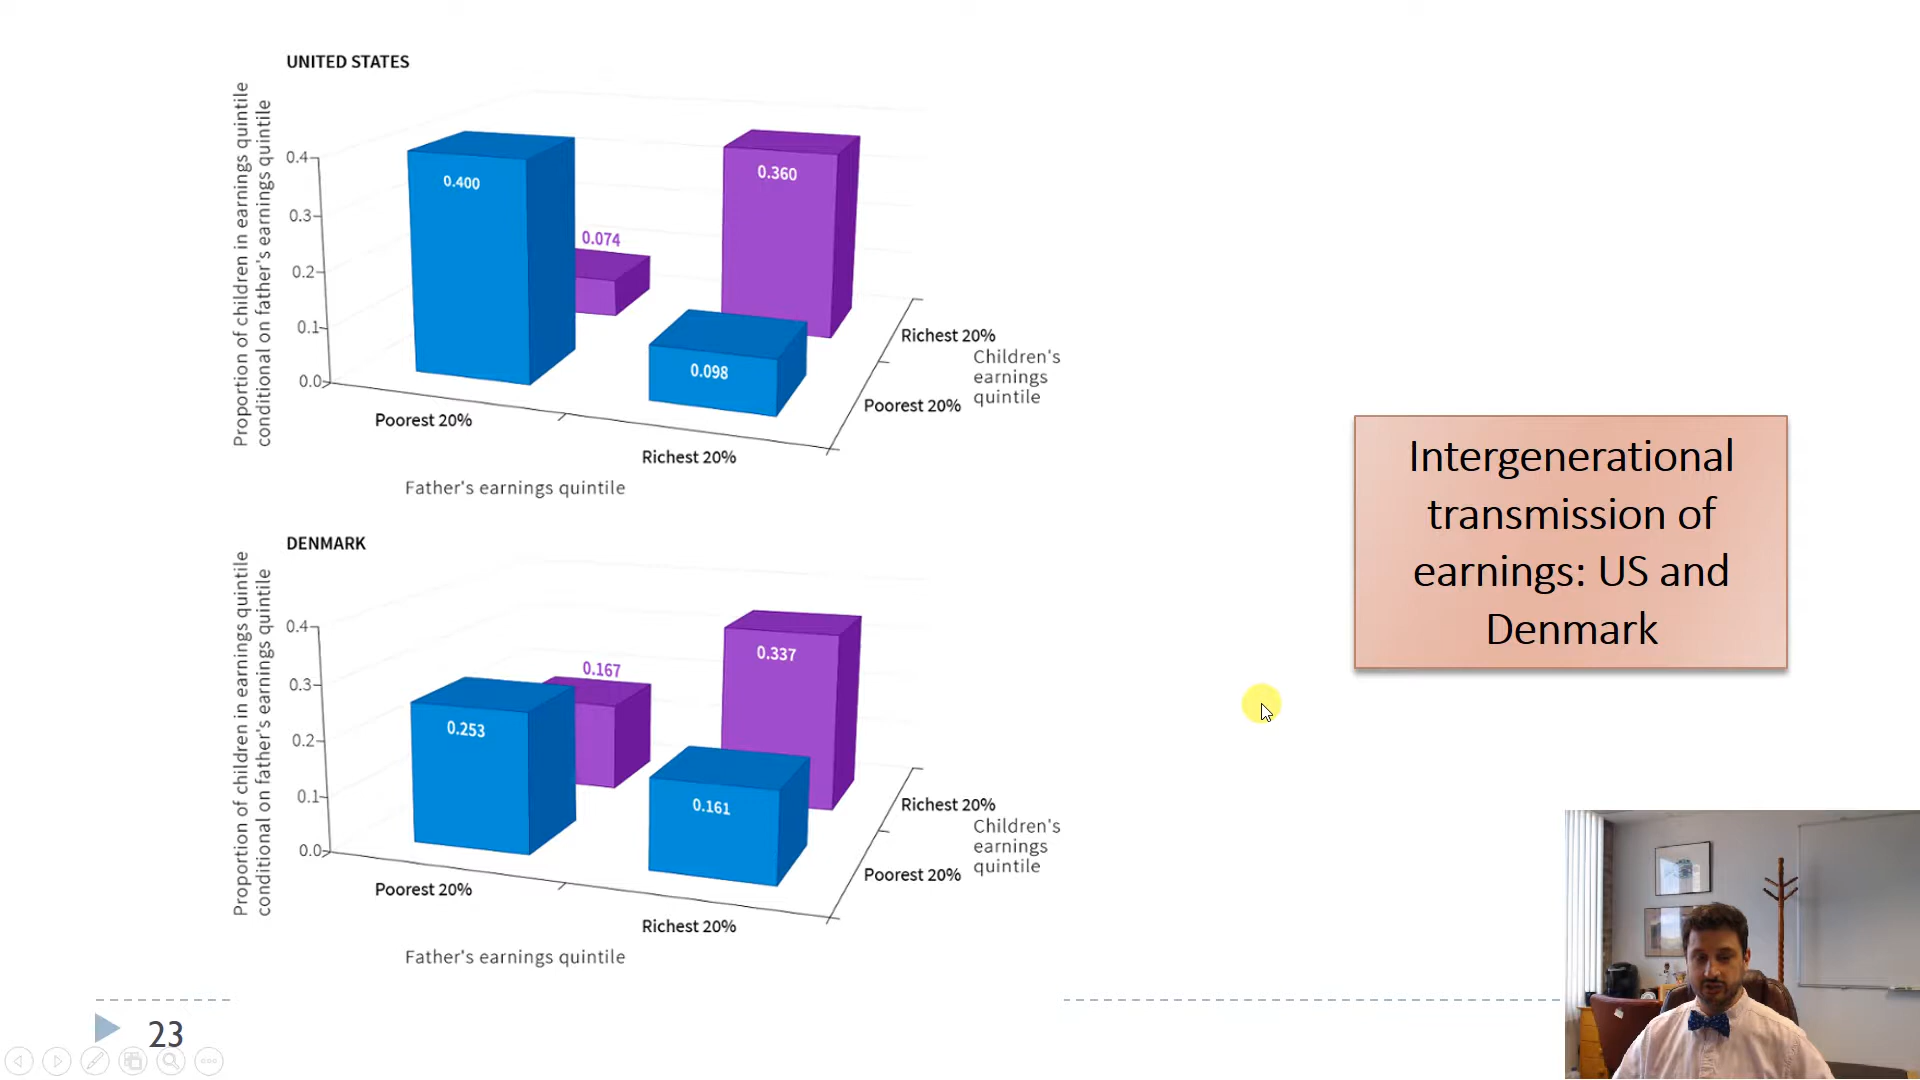 UNITED STATES
Proportion of children in earnings quintile
conditional on father's earnings quintile
0.4
0.3
0.2
0.1
0.0
0.400
0.074
0.360
0.098
Poorest 20%
Richest 20%
Father's earnings quintile
Richest 20%
Poorest 20%
Children's
earnings
quintile
DENMARK
Proportion of children in earnings quintile
conditional on father's earnings quintile
0.4
0.3
0.2
0.1
0.0
0.253
0.167
0.337
0.161
Poorest 20%
Richest 20%
Father's earnings quintile
Richest 20%
Poorest 20%
Children's
earnings
quintile
Intergenerational
transmission of
earnings: US and
Denmark
23